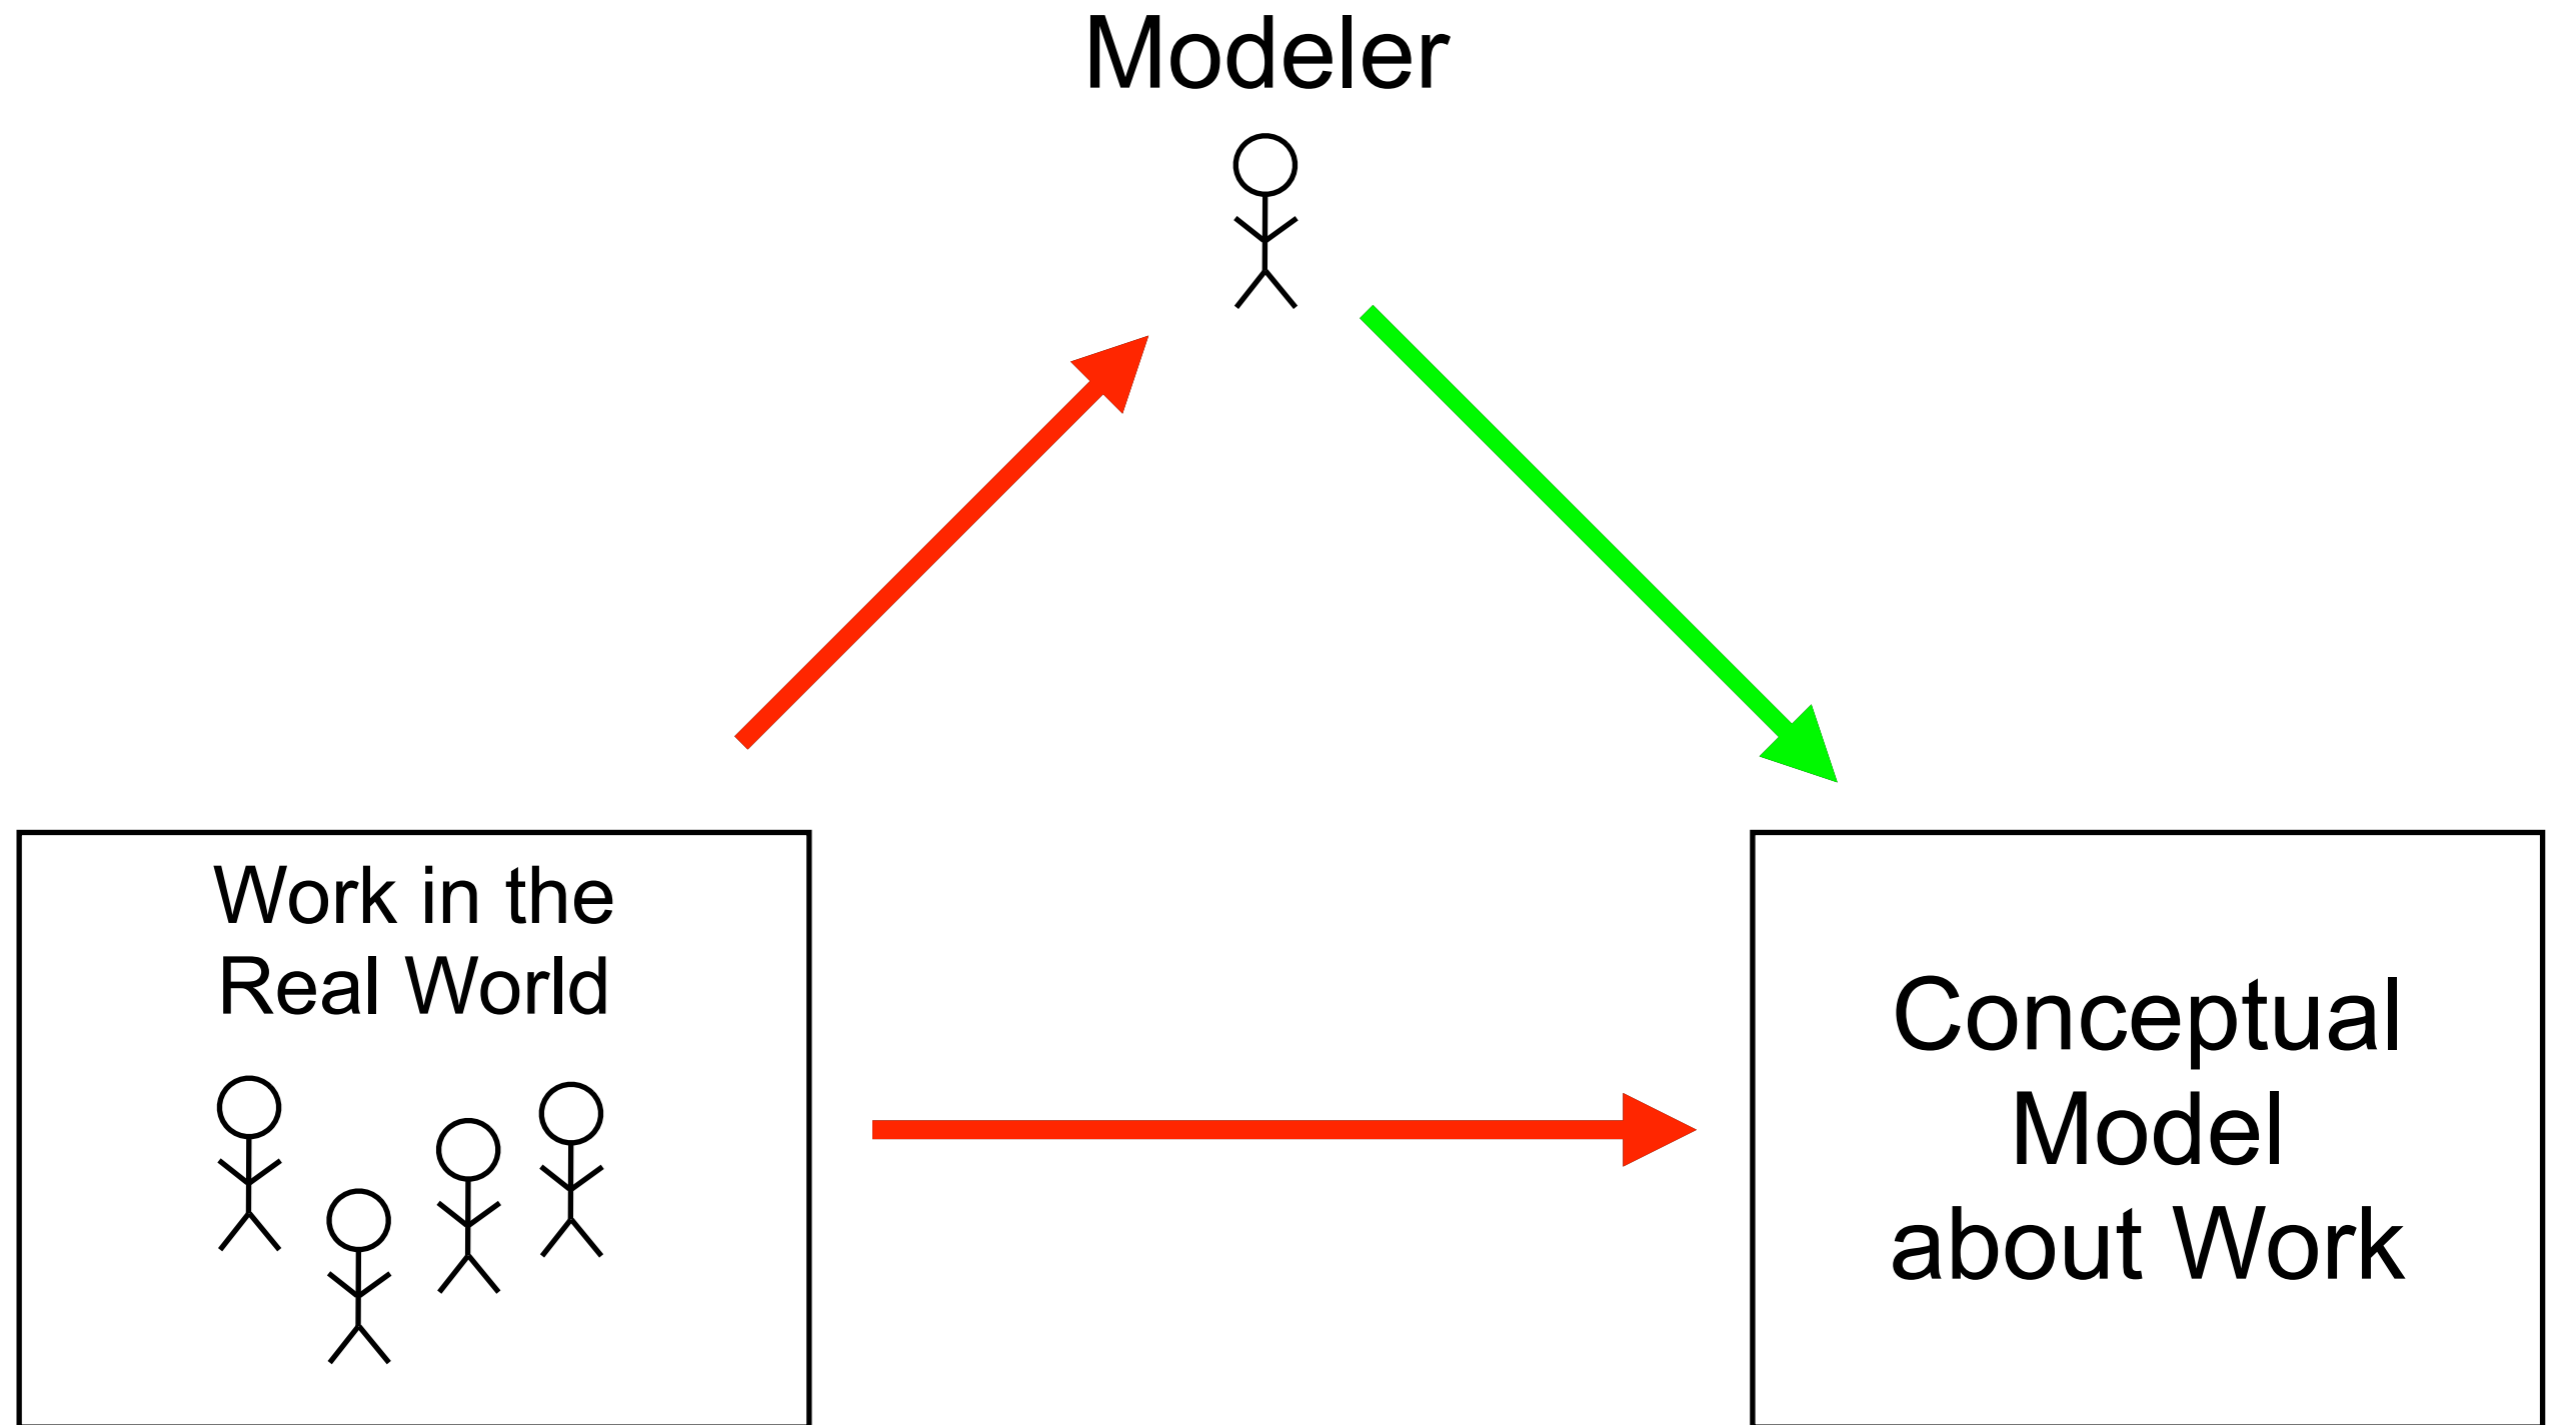 Modeler
Work in the
Real World
Conceptual
Model
about Work